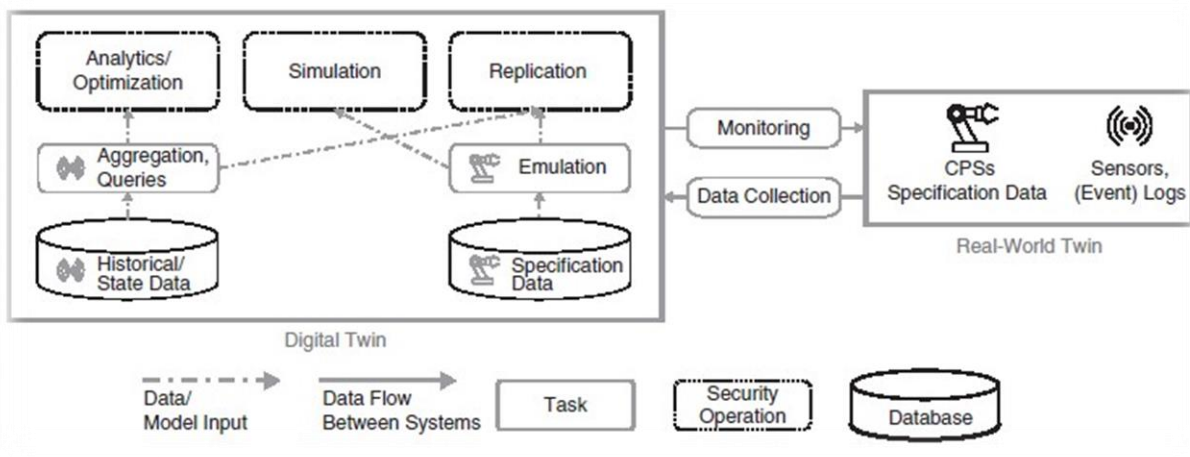 Analytics/
Optimization
Simulation
Replication
Aggregation,
Queries
Emulation
Historical/
State Data
Specification
Data
Digital Twin
Monitoring
Data Collection
CPSs
Specification Data
Sensors,
(Event) Logs
Real-World Twin
Data/
Model Input
Data Flow
Between Systems
Task
Security
Operation
Database